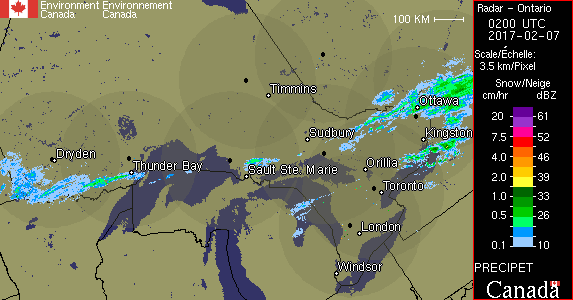 Environment Environnement
Canada Canada
100 KM
Timmins
Ottawa
Sudbury
Kingston
Dryden
Thunder Bay
Sault Ste. Marie
Orillia
Toronto
London
Windsor
Radar - Ontario
0200 UTC
2017-02-07
Scale/Échelle:
3.5 km/Pixel
Snow/Neige
cm/hr dBZ
20 61
7.5 52
4.0 46
2.0 39
1.0 33
0.5 26
0.1 10
PRECIPET
Canada